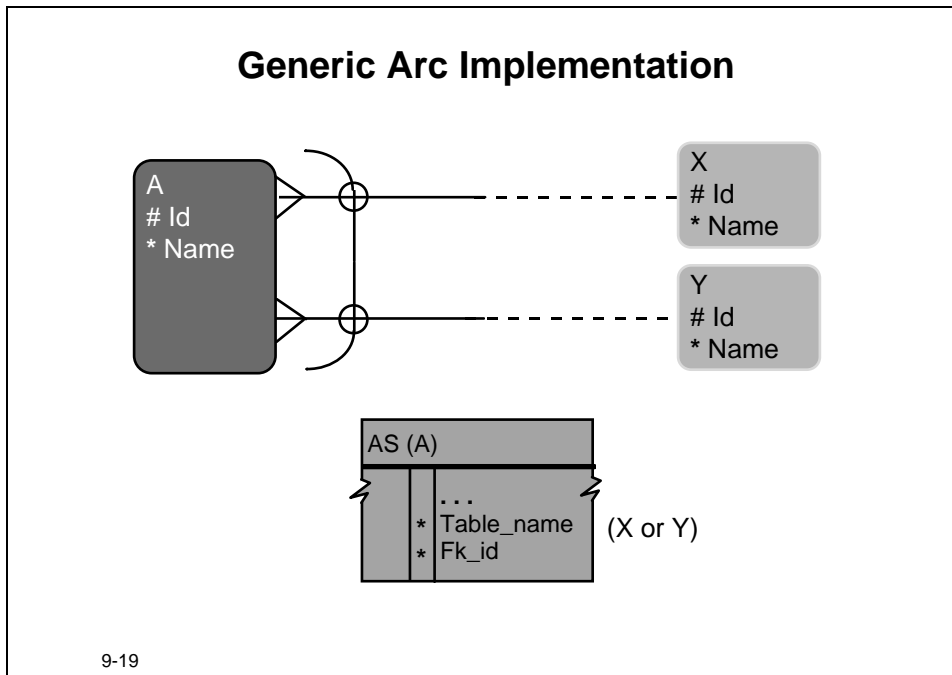 Generic Arc Implementation
A
# Id
* Name
X
# Id
* Name
Y
# Id
* Name
AS (A)
. . .
* Table_name
* Fk_id
(X or Y)
9-19